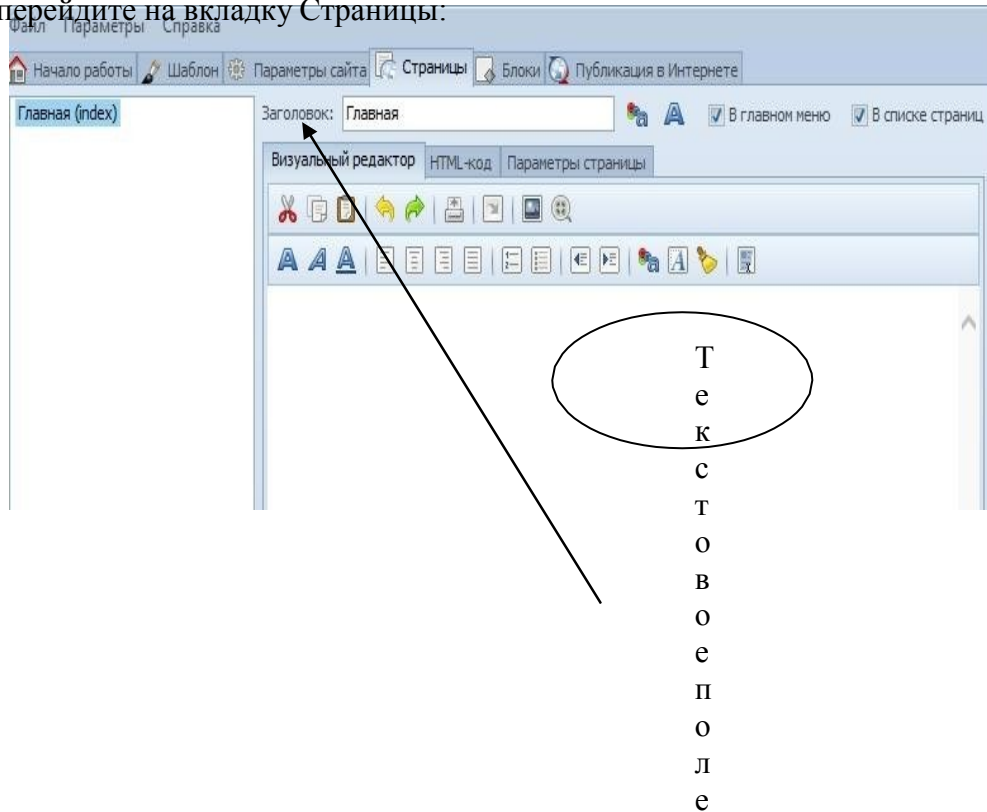 перейдите на вкладку Страницы:
Файл Параметры Справка
Начало работы Шаблон Параметры сайта Страницы Блоки Публикация в Интернете
Главная (index)
Заголовок: Главная В главном меню В списке страниц
Визуальный редактор HTML-код Параметры страницы
Т
е
к
с
т
о
в
о
е
п
о
л
е